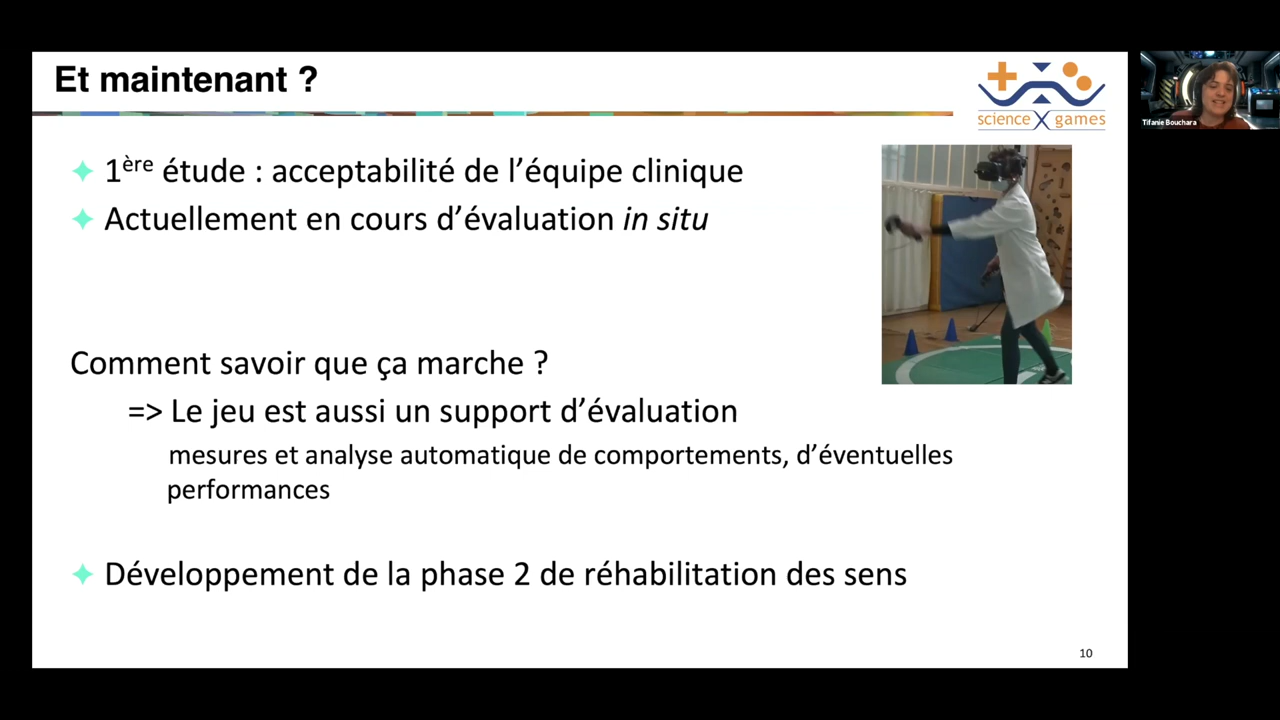 Et maintenant ?
science X games
Tifanie Bouchara
✦ 1ère étude : acceptabilité de l’équipe clinique
✦ Actuellement en cours d’évaluation in situ
Comment savoir que ça marche ?
=> Le jeu est aussi un support d’évaluation
mesures et analyse automatique de comportements, d’éventuelles
performances
✦ Développement de la phase 2 de réhabilitation des sens
10